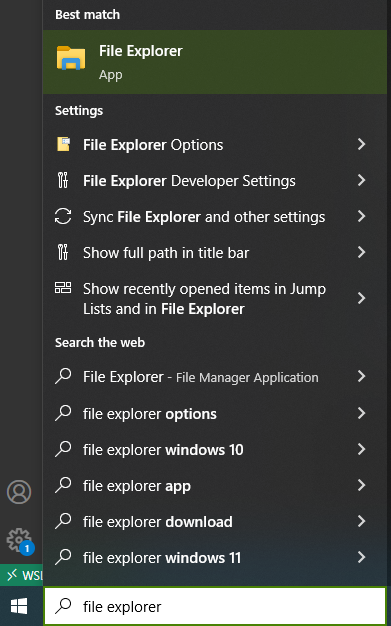 Best match
File Explorer
App
Settings
File Explorer Options
File Explorer Developer Settings
Sync File Explorer and other settings
Show full path in title bar
Show recently opened items in Jump
Lists and in File Explorer
Search the web
File Explorer - File Manager Application
file explorer options
file explorer windows 10
file explorer app
file explorer download
1
file explorer windows 11
WSL
file explorer